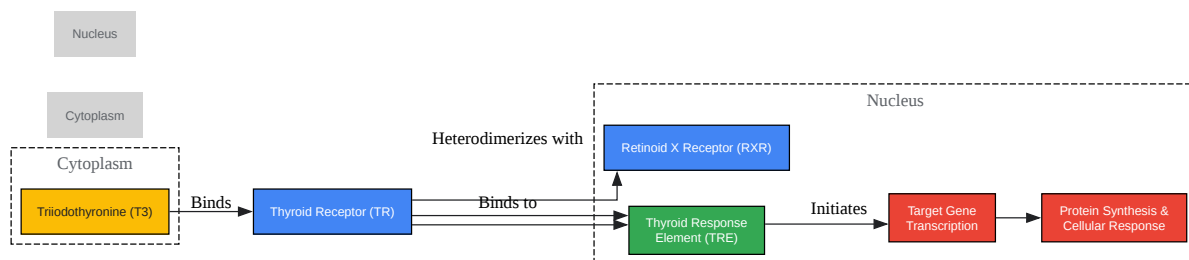 Nucleus
Cytoplasm
Cytoplasm
Triiodothyronine (T3)
Binds
Thyroid Receptor (TR)
Heterodimerizes with
Binds to
Nucleus
Retinoid X Receptor (RXR)
Thyroid Response
Element (TRE)
Initiates
Target Gene
Transcription
Protein Synthesis &
Cellular Response